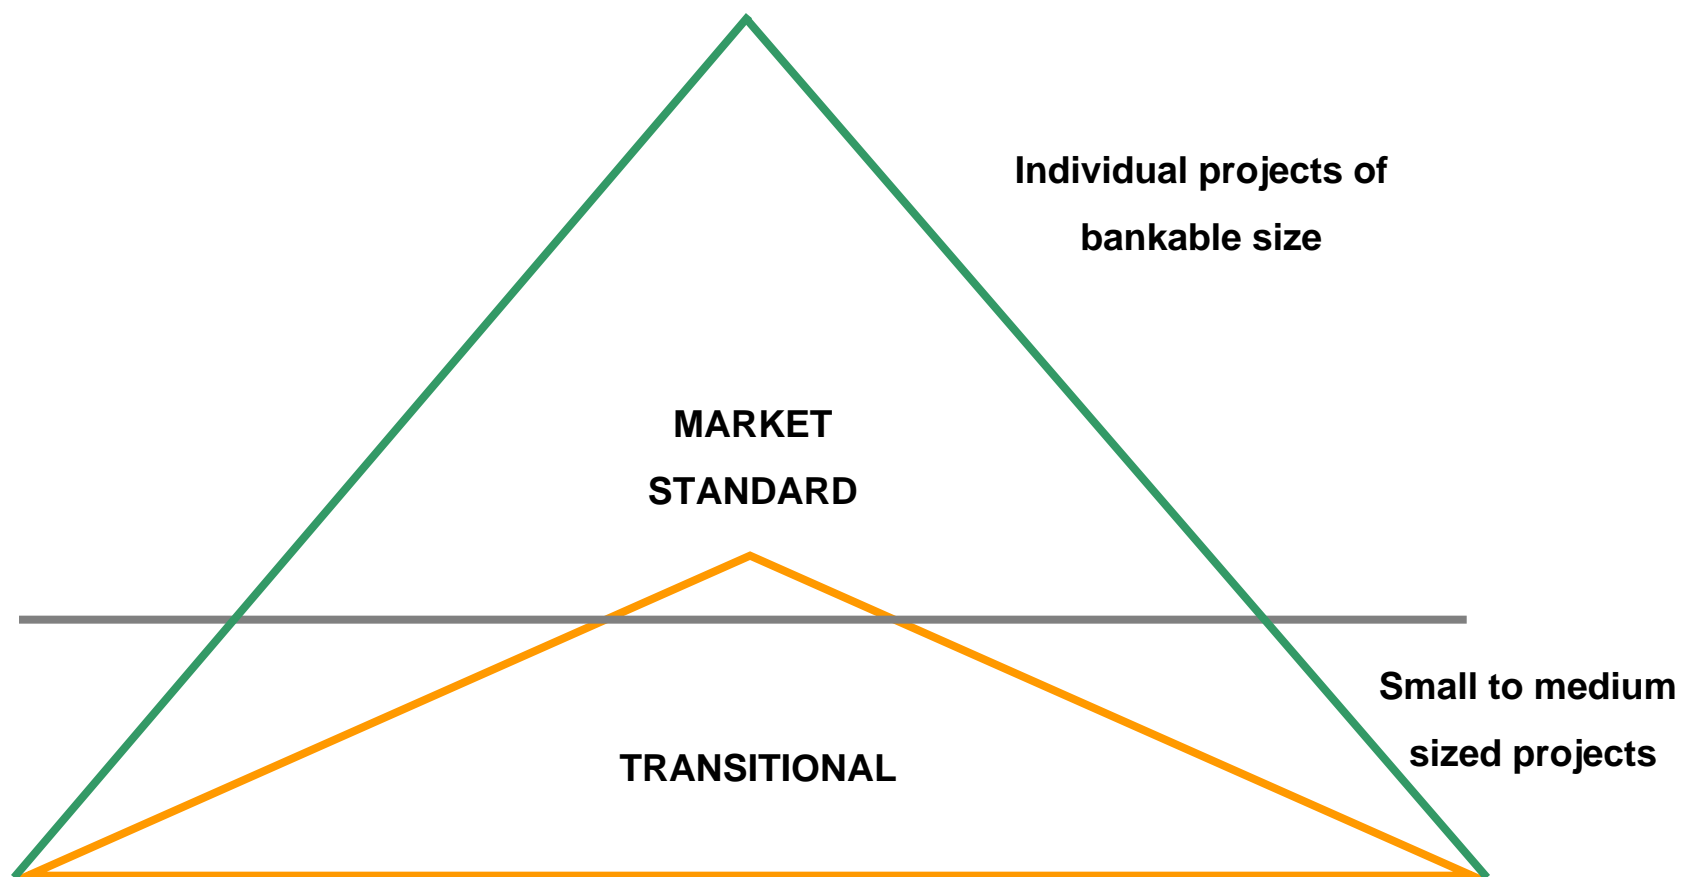 Individual projects of
bankable size
MARKET
STANDARD
Small to medium
sized projects
TRANSITIONAL